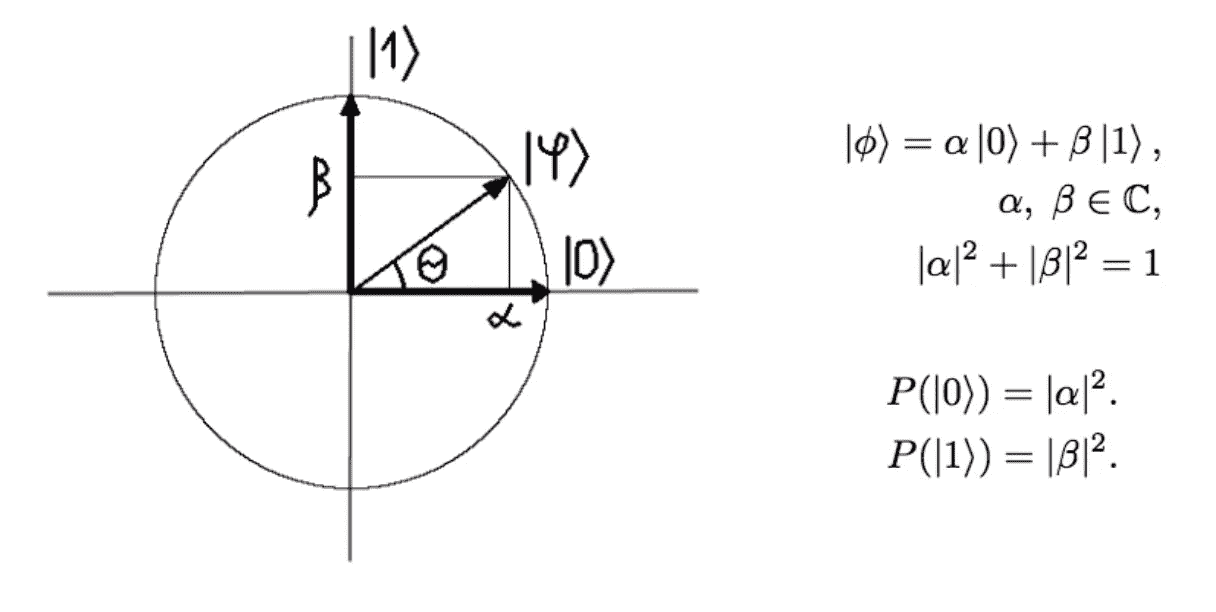 |1⟩
|φ⟩
β
θ
|0⟩
α
|ϕ⟩ = α |0⟩ + β |1⟩ ,
α, β ∈ ℂ,
|α|² + |β|² = 1
P(|0⟩) = |α|².
P(|1⟩) = |β|².